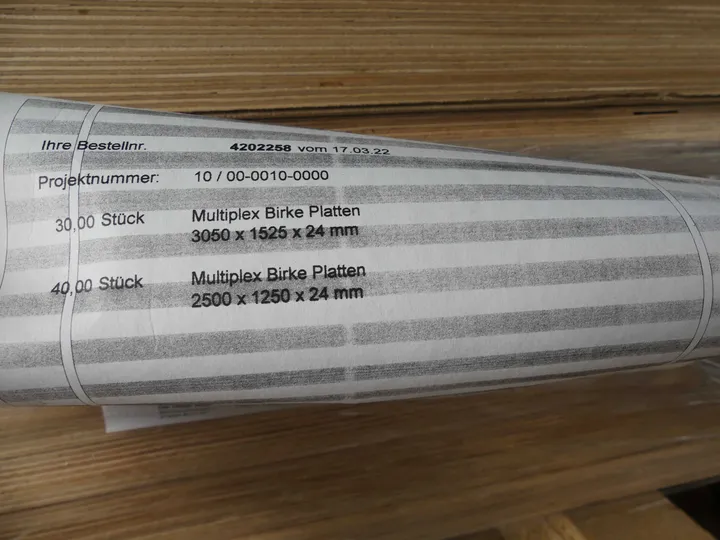 Ihre Bestellnr. 4202258 vom 17.03.22
Projektnummer: 10 / 00-0010-0000
30,00 Stück Multiplex Birke Platten
3050 x 1525 x 24 mm
40,00 Stück Multiplex Birke Platten
2500 x 1250 x 24 mm